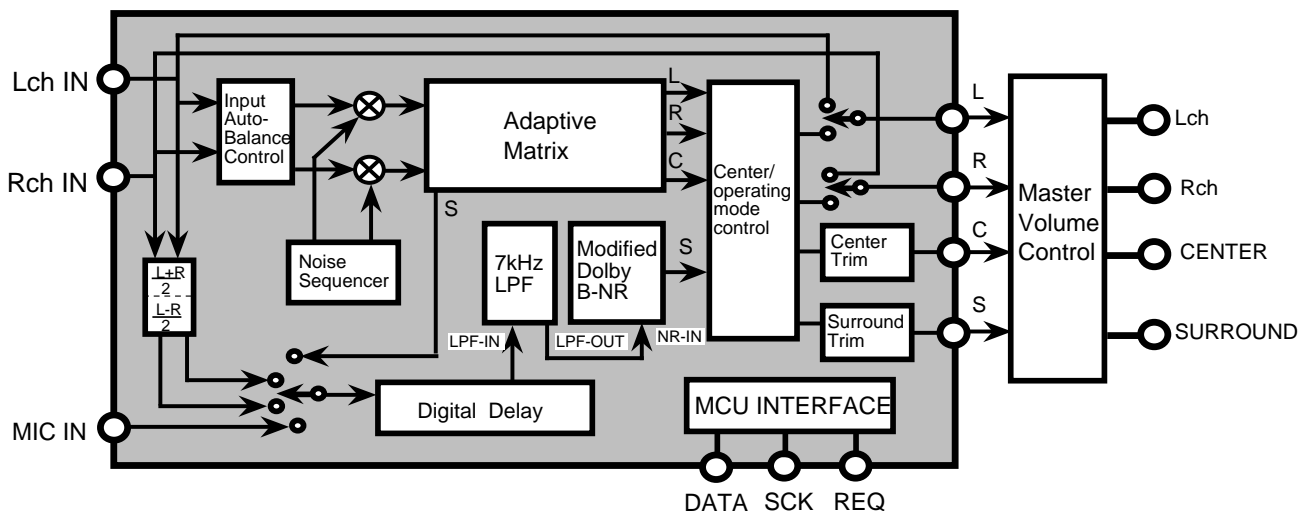 Lch IN
Rch IN
MIC IN
Input
Auto-
Balance
Control
Noise
Sequencer
L+R
2
L-R
2
Adaptive
Matrix
L
R
C
S
7kHz
LPF
Modified
Dolby
B-NR
S
LPF-IN
LPF-OUT
NR-IN
Digital Delay
Center/
operating
mode
control
Center
Trim
Surround
Trim
MCU INTERFACE
DATA
SCK
REQ
L
R
C
S
Master
Volume
Control
Lch
Rch
CENTER
SURROUND